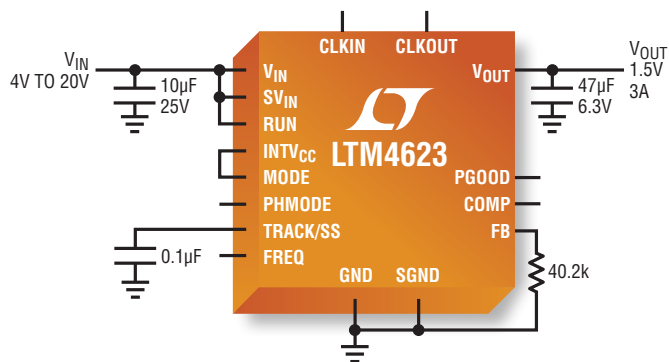 CLKIN CLKOUT
VIN
4V TO 20V
10µF
25V
VIN
SVIN
RUN
INTVCC
MODE
PHMODE
TRACK/SS
FREQ
0.1µF
LTM4623
VOUT
PGOOD
COMP
FB
GND SGND
47µF
6.3V
VOUT
1.5V
3A
40.2k